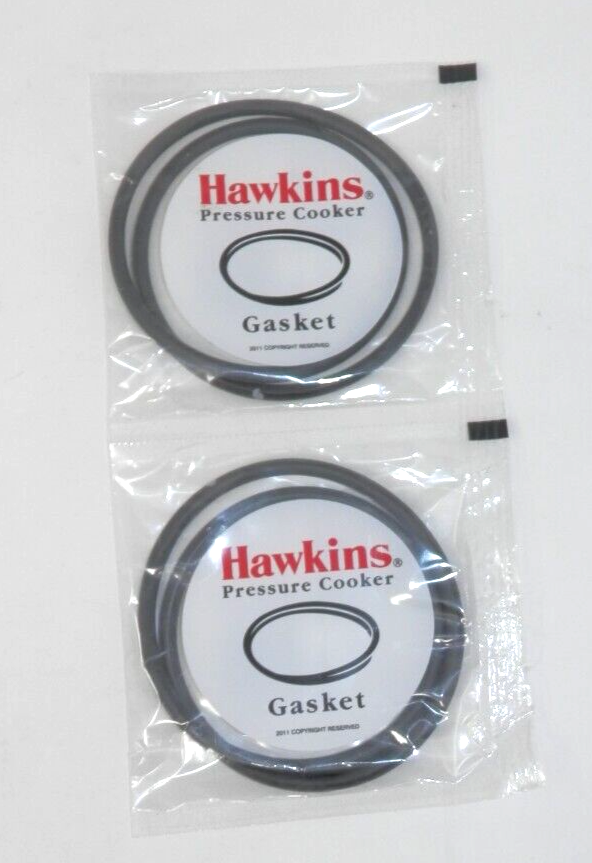 Hawkins®
Pressure Cooker
Gasket
2011 COPYRIGHT RESERVED
Hawkins®
Pressure Cooker
Gasket
2011 COPYRIGHT RESERVED